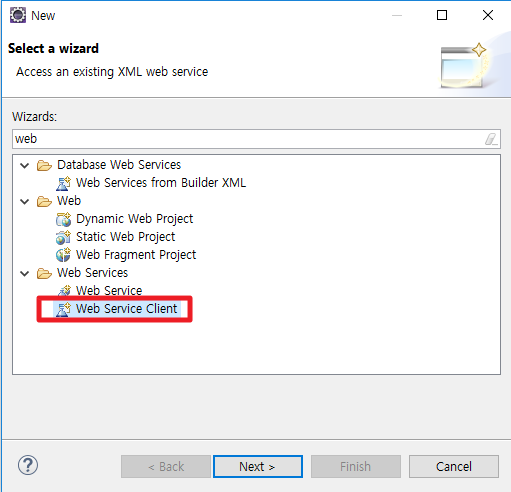 New
Select a wizard
Access an existing XML web service
Wizards:
web
Database Web Services
Web Services from Builder XML
Web
Dynamic Web Project
Static Web Project
Web Fragment Project
Web Services
Web Service
Web Service Client
?
< Back
Next >
Finish
Cancel